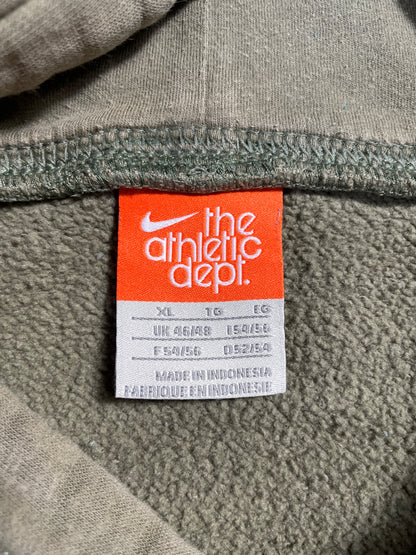 the
athletic
dept.
XL TG EG
UK 46/48 I 54/56
F 54/56 D 52/54
MADE IN INDONESIA
FABRIQUE EN INDONESIE